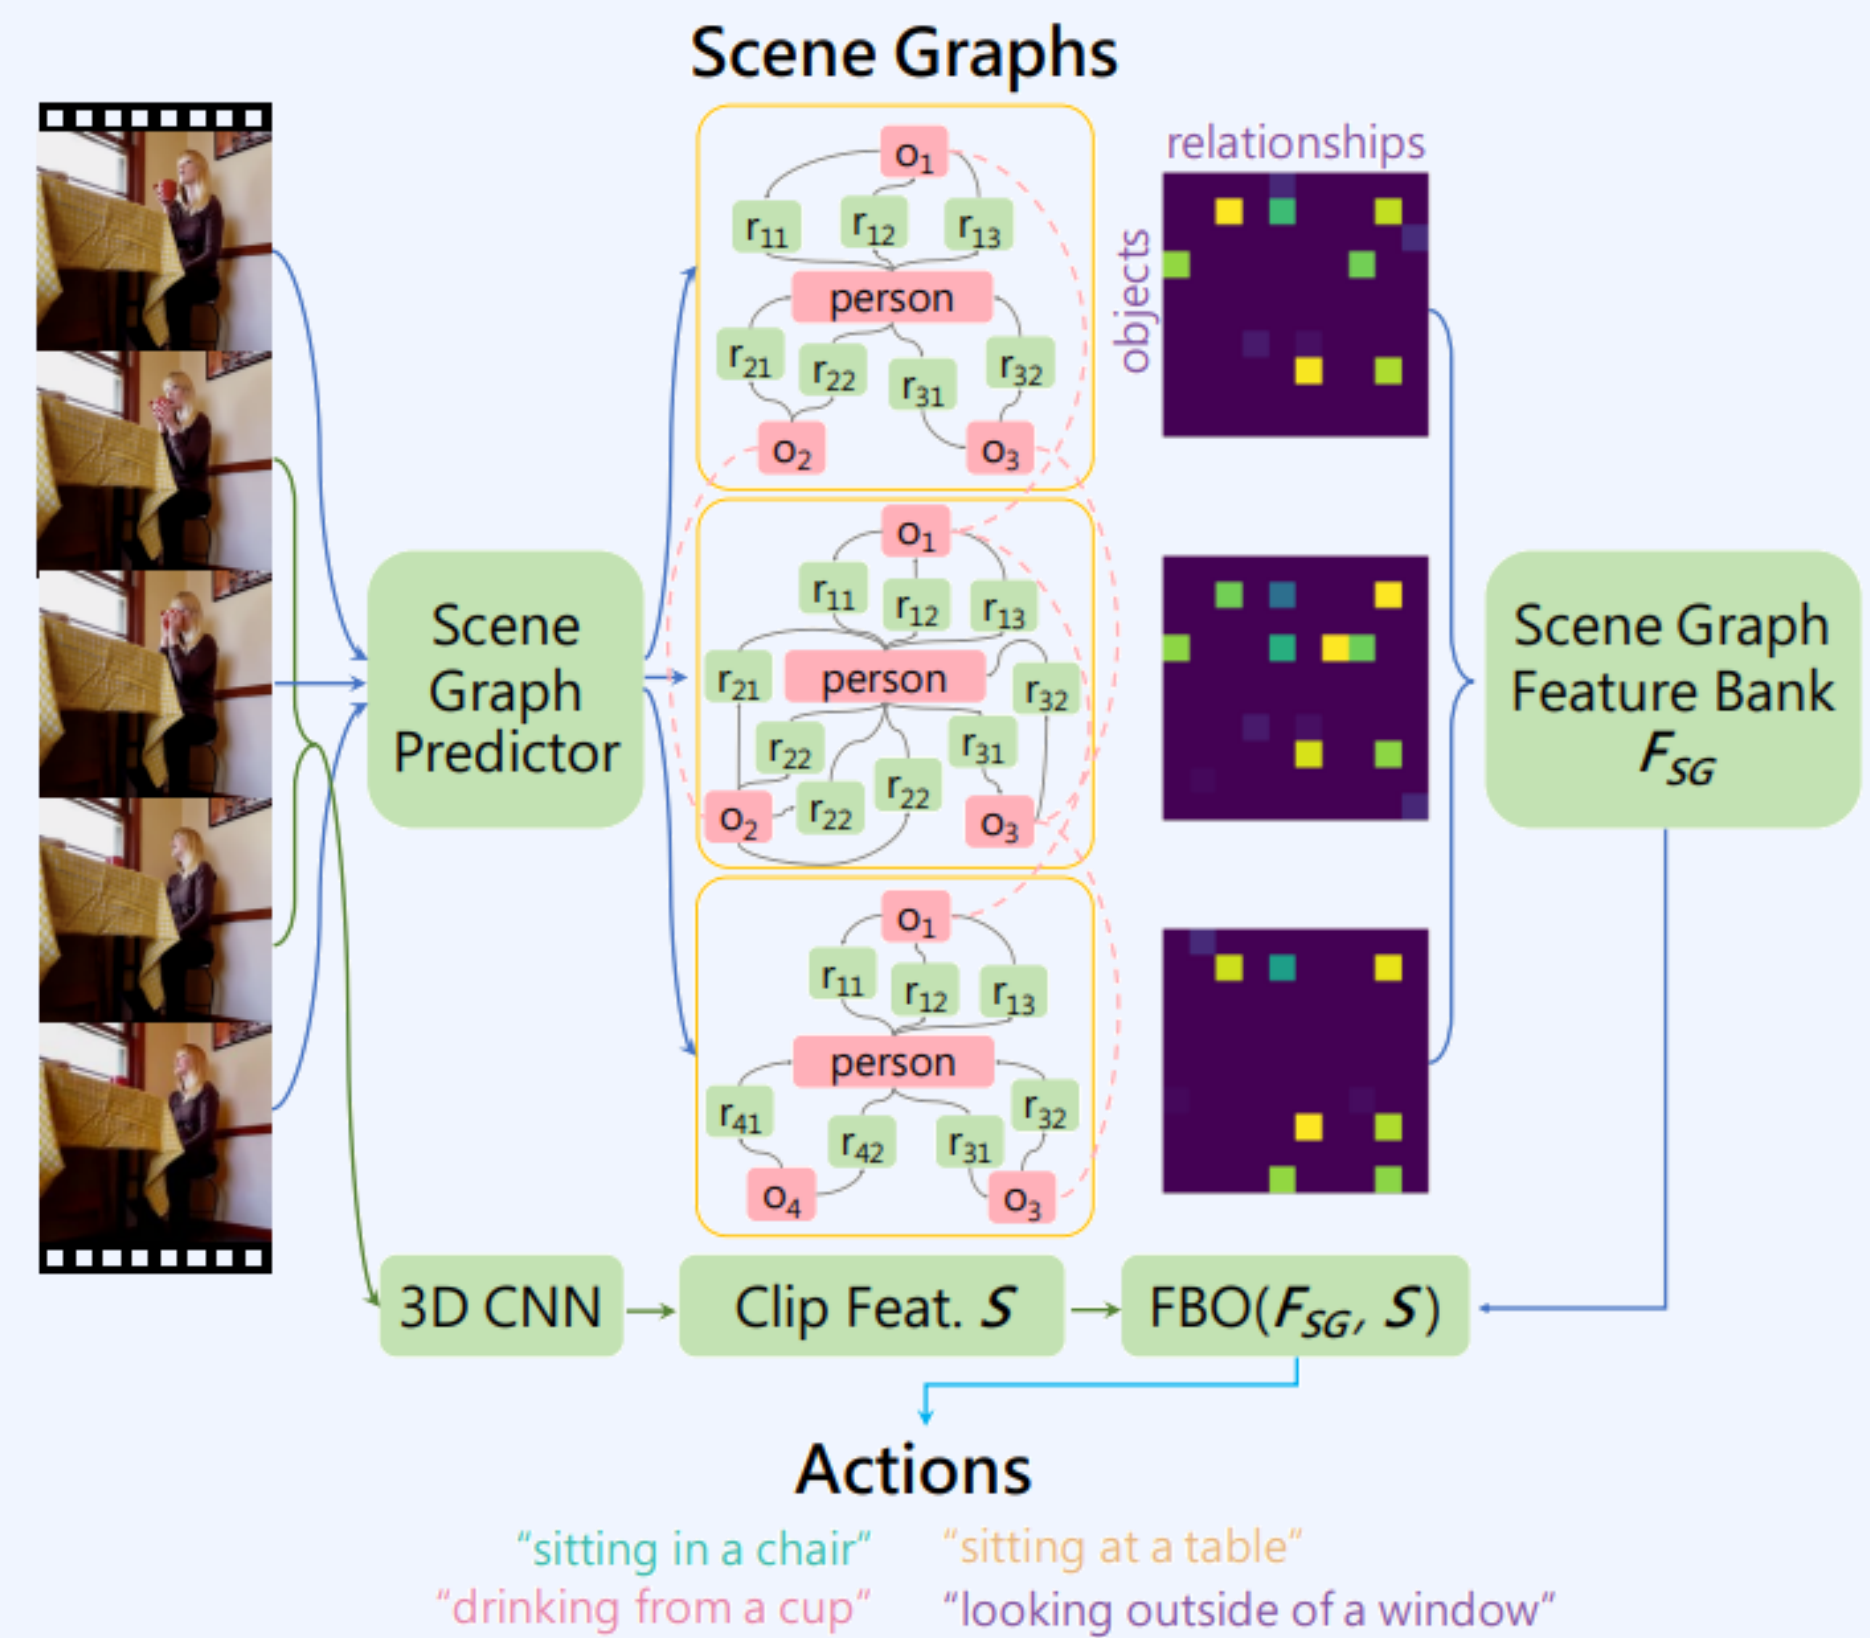 Scene Graphs
relationships
objects
o1
r11 r12 r13
person
r21 r22 r31 r32
o2 o3
o1
r11 r12 r13
r21 person r32
r22 r31
r22 r22
o2 o3
o1
r11 r12 r13
person
r41 r42 r31 r32
o4 o3
Scene
Graph
Predictor
Scene Graph
Feature Bank
FSG
3D CNN
Clip Feat. S
FBO(FSG, S)
Actions
"sitting in a chair" "sitting at a table"
"drinking from a cup" "looking outside of a window"